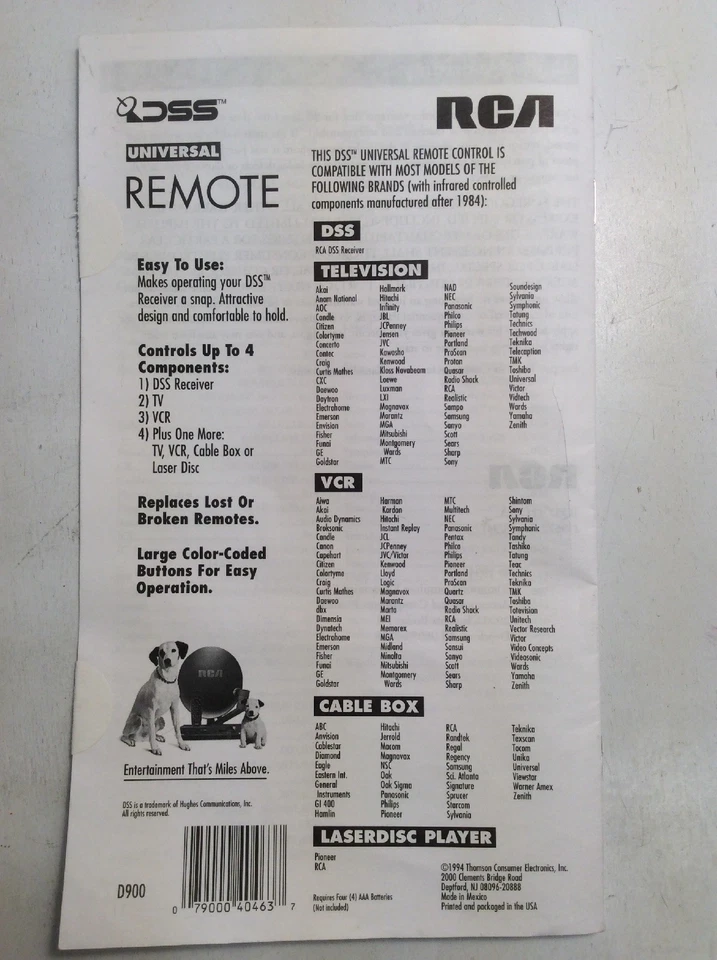 DSS™
RCA
UNIVERSAL
REMOTE
Easy To Use:
Makes operating your DSS™
Receiver a snap. Attractive
design and comfortable to hold.
Controls Up To 4
Components:
1) DSS Receiver
2) TV
3) VCR
4) Plus One More:
TV, VCR, Cable Box or
Laser Disc
Replaces Lost Or
Broken Remotes.
Large Color-Coded
Buttons For Easy
Operation.
RCA
Entertainment That's Miles Above.
DSS is a trademark of Hughes Communications, Inc.
All rights reserved.
D900
0 79000 40463 7
THIS DSS™ UNIVERSAL REMOTE CONTROL IS
COMPATIBLE WITH MOST MODELS OF THE
FOLLOWING BRANDS (with infrared controlled
components manufactured after 1984):
DSS
RCA DSS Receiver
TELEVISION
Akai
Anam National
AOC
Candle
Citizen
Colortyme
Concerto
Contec
Craig
Curtis Mathes
CXC
Daewoo
Daytron
Electrohome
Emerson
Envision
Fisher
Funai
GE
Goldstar
Hallmark
Hitachi
Infinity
JBL
JCPenney
Jensen
JVC
Kawasho
Kenwood
Kloss Novabeam
Loewe
Luxman
LXI
Magnavox
Marantz
MGA
Mitsubishi
Montgomery
Wards
MTC
NAD
NEC
Panasonic
Philco
Philips
Pioneer
Portland
ProScan
Proton
Quasar
Radio Shack
RCA
Realistic
Sampo
Samsung
Sanyo
Scott
Sears
Sharp
Sony
Soundesign
Sylvania
Symphonic
Tatung
Technics
Techwood
Teknika
Telecaption
TMK
Toshiba
Universal
Victor
Vidtech
Wards
Yamaha
Zenith
VCR
Aiwa
Akai
Audio Dynamics
Broksonic
Candle
Canon
Capehart
Citizen
Colortyme
Craig
Curtis Mathes
Daewoo
dbx
Dimensia
Dynatech
Electrohome
Emerson
Fisher
Funai
GE
Goldstar
Harman
Kardon
Hitachi
Instant Replay
JCL
JCPenney
JVC/Victor
Kenwood
Lloyd
Logic
Magnavox
Marantz
Marta
MEI
Memorex
MGA
Midland
Minolta
Mitsubishi
Montgomery
Wards
MTC
Multitech
NEC
Panasonic
Pentax
Philco
Philips
Pioneer
Portland
ProScan
Quartz
Quasar
Radio Shack
RCA
Realistic
Samsung
Sansui
Sanyo
Scott
Sears
Sharp
Shintom
Sony
Sylvania
Symphonic
Tandy
Tashiko
Tatung
Teac
Technics
Teknika
TMK
Toshiba
Totevision
Unitech
Vector Research
Victor
Video Concepts
Videosonic
Wards
Yamaha
Zenith
CABLE BOX
ABC
Anvision
Cablestar
Diamond
Eagle
Eastern Int.
General
Instruments
GI 400
Hamlin
Hitachi
Jerrold
Macom
Magnavox
NSC
Oak
Oak Sigma
Panasonic
Philips
Pioneer
RCA
Randtek
Regal
Regency
Samsung
Sci. Atlanta
Signature
Sprucer
Starcom
Sylvania
Teknika
Texscan
Tocom
Unika
Universal
Viewstar
Warner Amex
Zenith
LASERDISC PLAYER
Pioneer
RCA
Requires Four (4) AAA Batteries
(Not included)
©1994 Thomson Consumer Electronics, Inc.
2000 Clements Bridge Road
Deptford, NJ 08096-20888
Made in Mexico
Printed and packaged in the USA